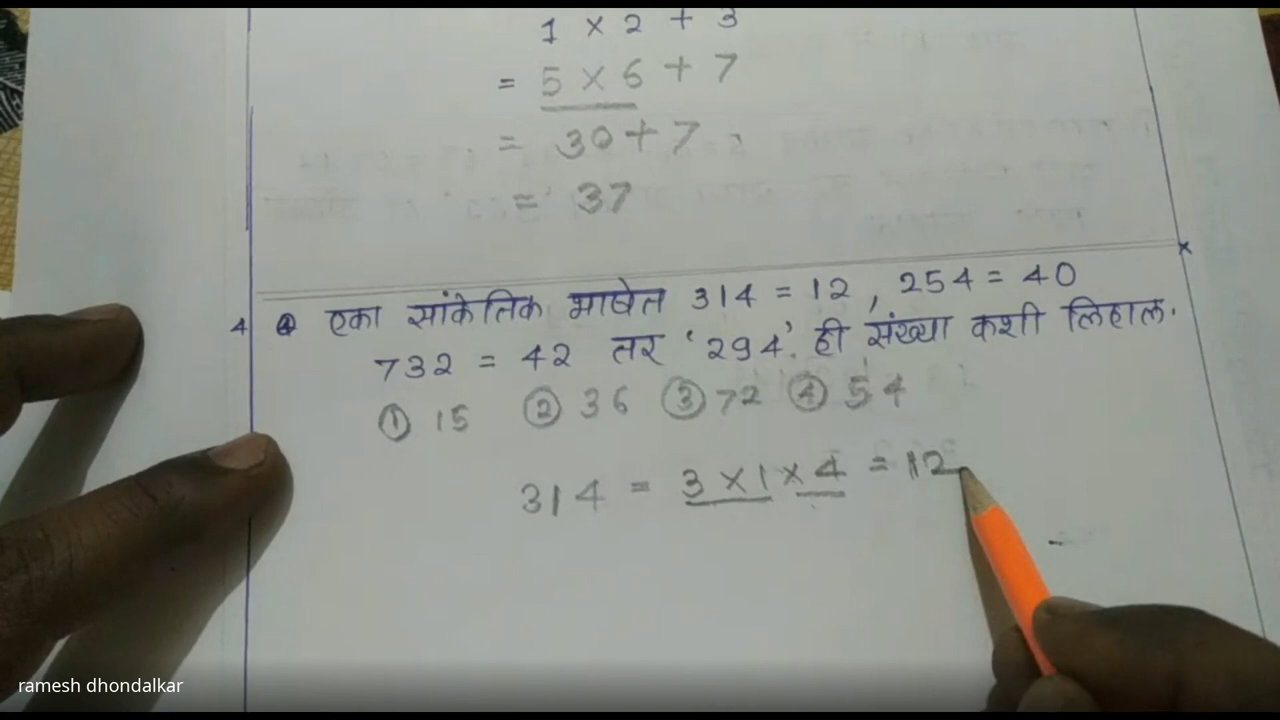 1 × 2 + 3
= 5 × 6 + 7
= 30 + 7
= 37
4 एका सांकेतिक भाषेत 314 = 12, 254 = 40
732 = 42 तर '294'. ही संख्या कशी लिहाल.
① 15 ② 36 ③ 72 ④ 54
314 = 3 × 1 × 4 = 12
ramesh dhondalkar